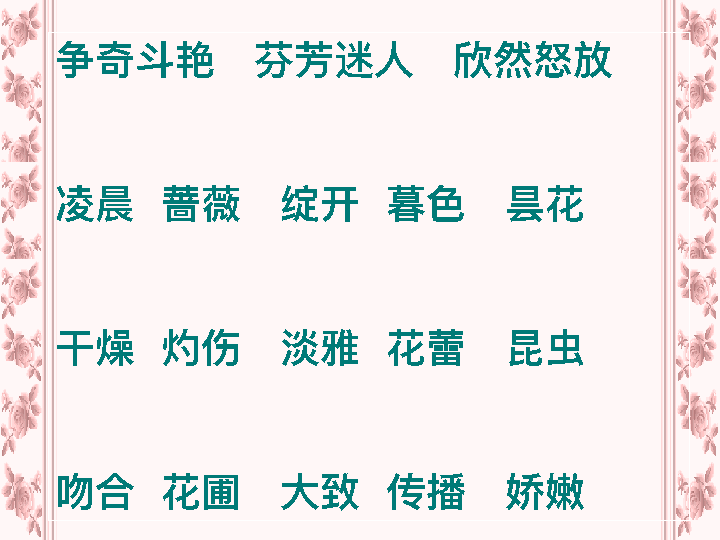 争奇斗艳 芬芳迷人 欣然怒放
凌晨 蔷薇 绽开 暮色 昙花
干燥 灼伤 淡雅 花蕾 昆虫
吻合 花圃 大致 传播 娇嫩